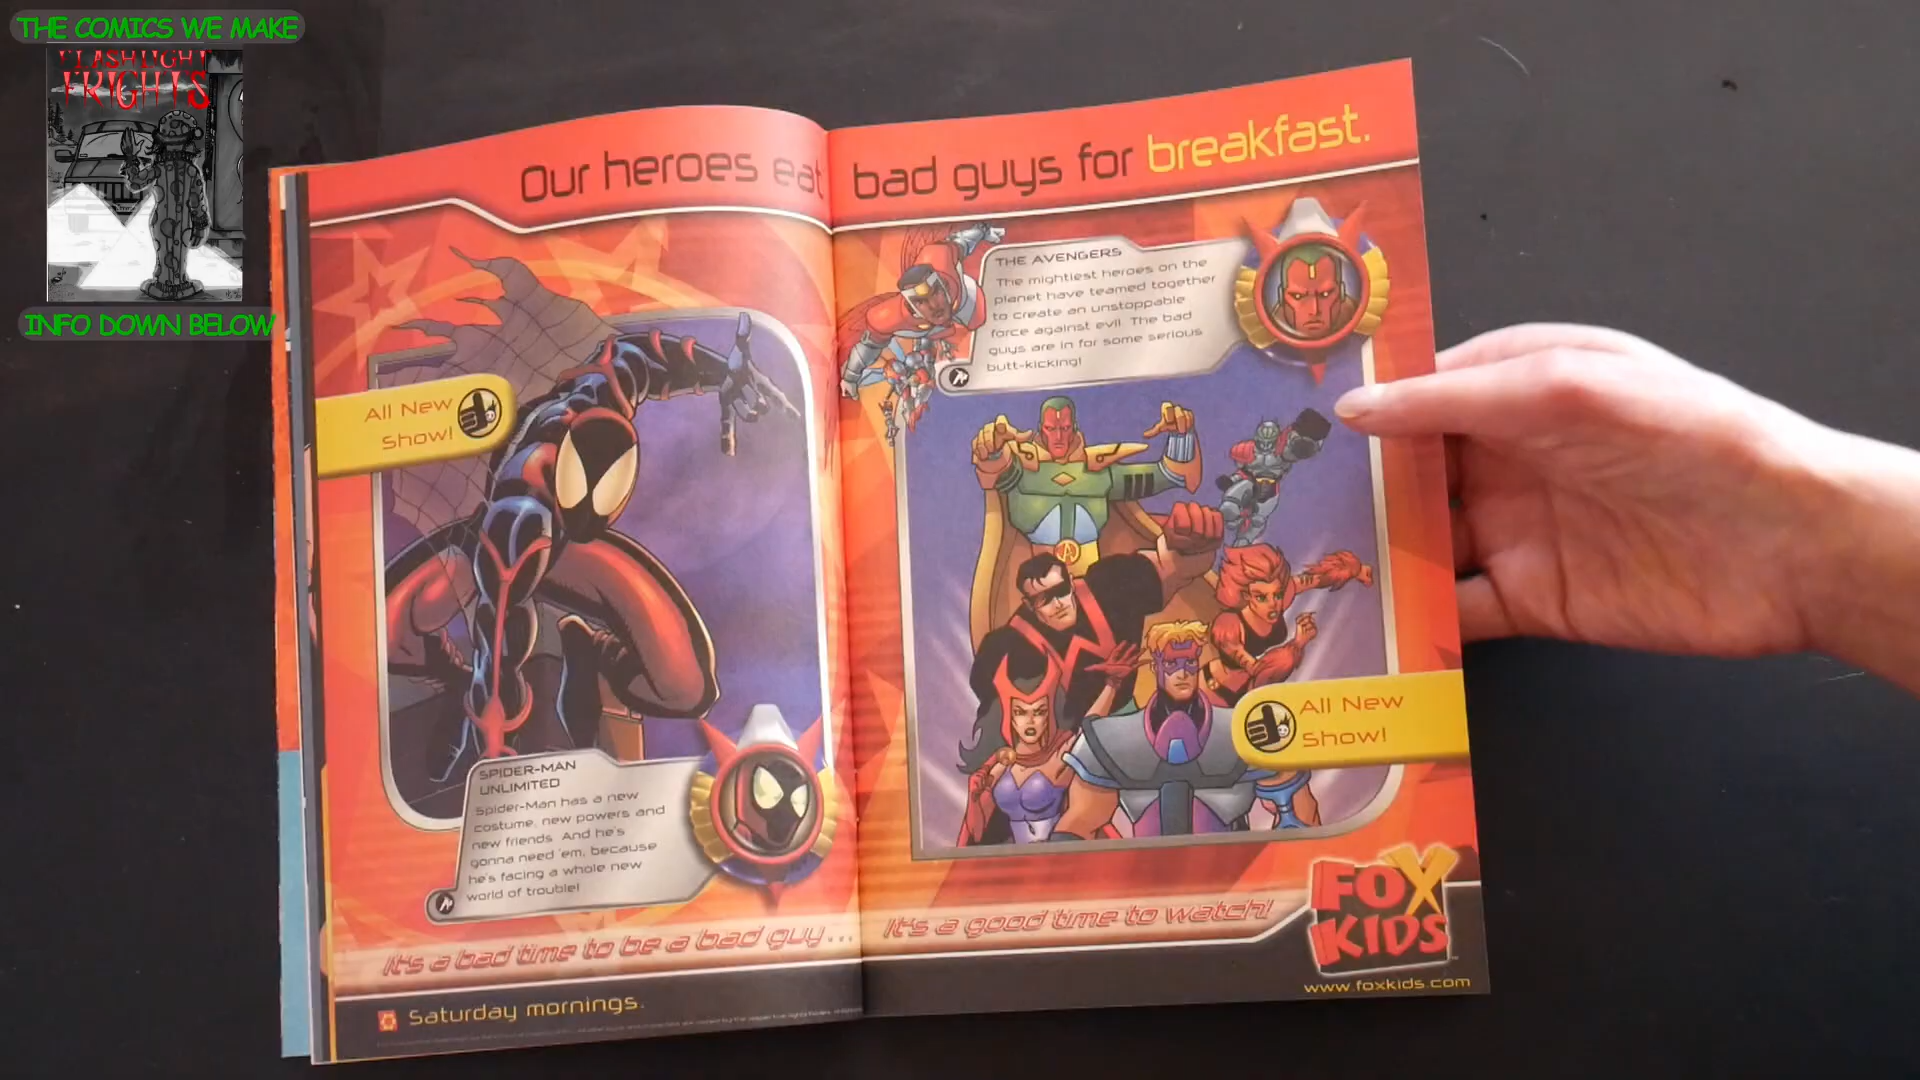 THE COMICS WE MAKE
FLASHLIGHT
FRIGHTS
INFO DOWN BELOW
Our heroes eat bad guys for breakfast.
All New
Show!
SPIDER-MAN
UNLIMITED
Spider-Man has a new
costume, new powers and
new friends. And he's
gonna need 'em, because
he's facing a whole new
world of trouble!
THE AVENGERS
The mightiest heroes on the
planet have teamed together
to create an unstoppable
force against evil. The bad
guys are in for some serious
butt-kicking!
All New
Show!
It's a bad time to be a bad guy...
It's a good time to watch!
FOX
KIDS
www.foxkids.com
Saturday mornings.